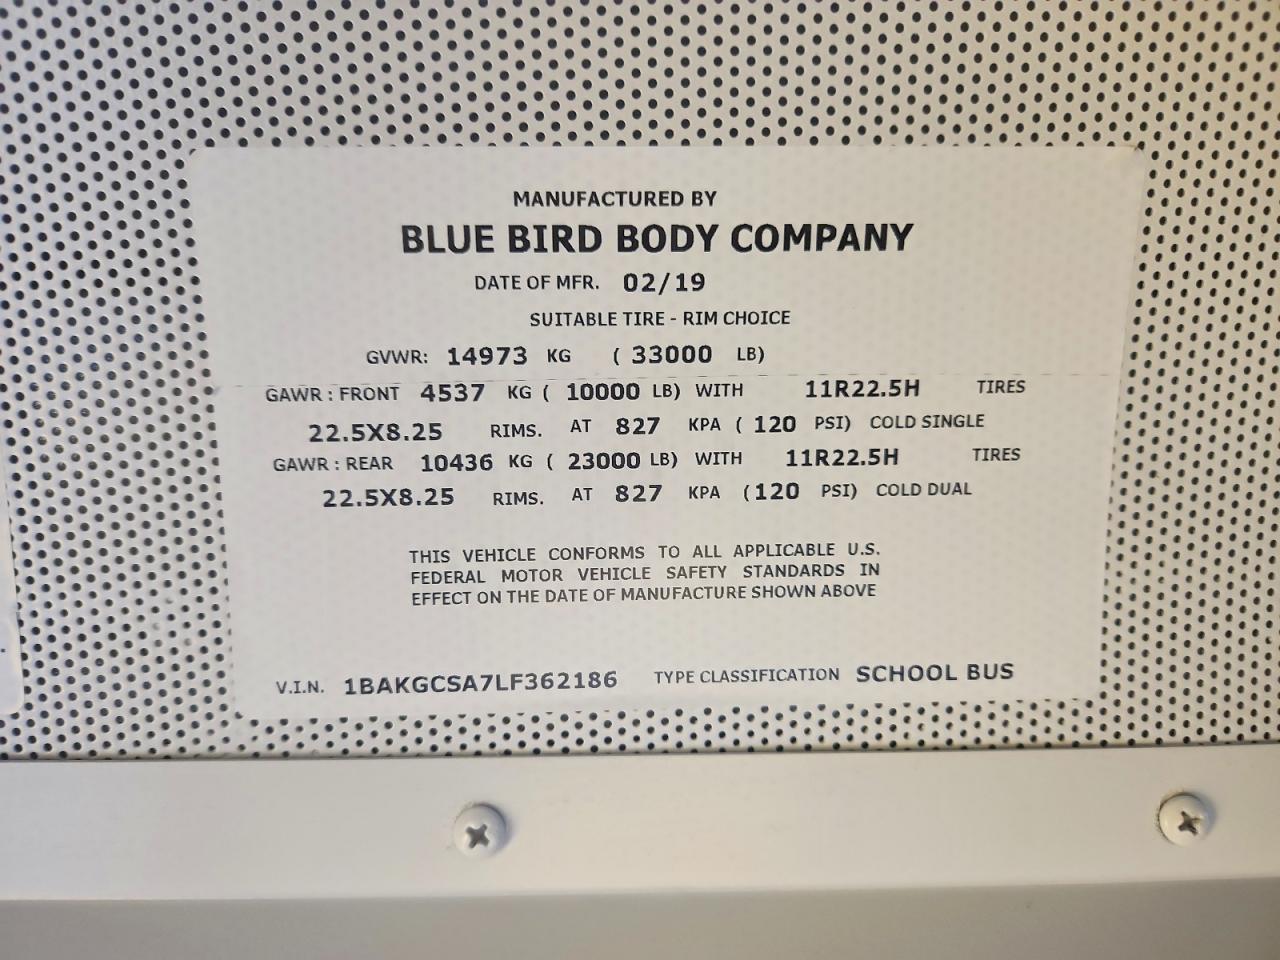 MANUFACTURED BY
BLUE BIRD BODY COMPANY
DATE OF MFR. 02/19
SUITABLE TIRE - RIM CHOICE
GVWR: 14973 KG ( 33000 LB)
GAWR : FRONT 4537 KG ( 10000 LB) WITH 11R22.5H TIRES
22.5X8.25 RIMS. AT 827 KPA ( 120 PSI) COLD SINGLE
GAWR : REAR 10436 KG ( 23000 LB) WITH 11R22.5H TIRES
22.5X8.25 RIMS. AT 827 KPA (120 PSI) COLD DUAL
THIS VEHICLE CONFORMS TO ALL APPLICABLE U.S.
FEDERAL MOTOR VEHICLE SAFETY STANDARDS IN
EFFECT ON THE DATE OF MANUFACTURE SHOWN ABOVE
V.I.N. 1BAKGCSA7LF362186 TYPE CLASSIFICATION SCHOOL BUS